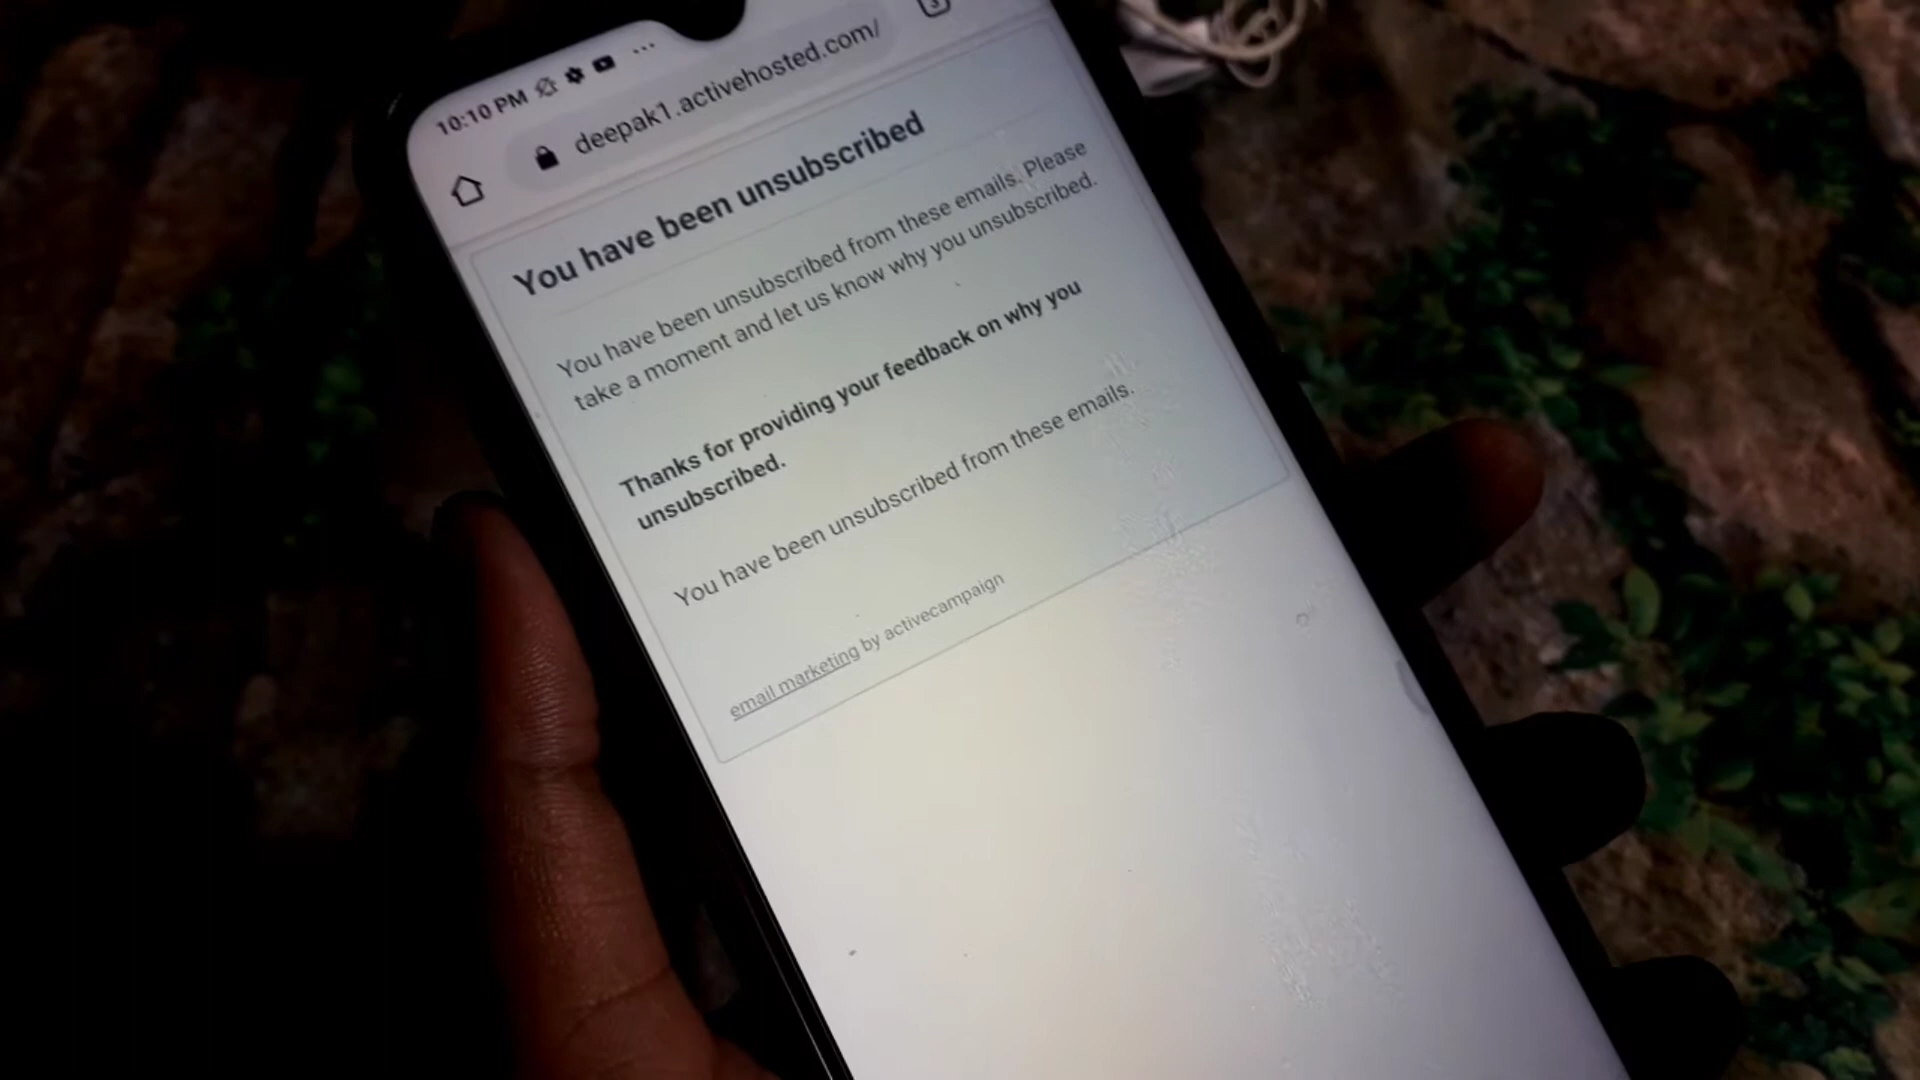 10:10 PM
deepak1.activehosted.com/
3
You have been unsubscribed
You have been unsubscribed from these emails. Please
take a moment and let us know why you unsubscribed.
Thanks for providing your feedback on why you
unsubscribed.
You have been unsubscribed from these emails.
email marketing by activecampaign